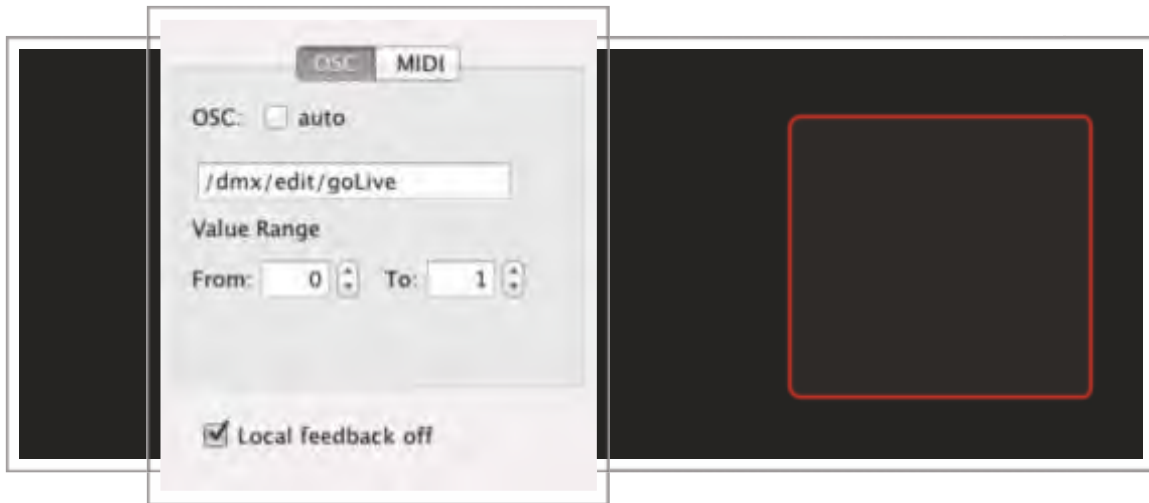 OSC MIDI
OSC: auto
/dmx/edit/goLive
Value Range
From: 0 To: 1
Local feedback off